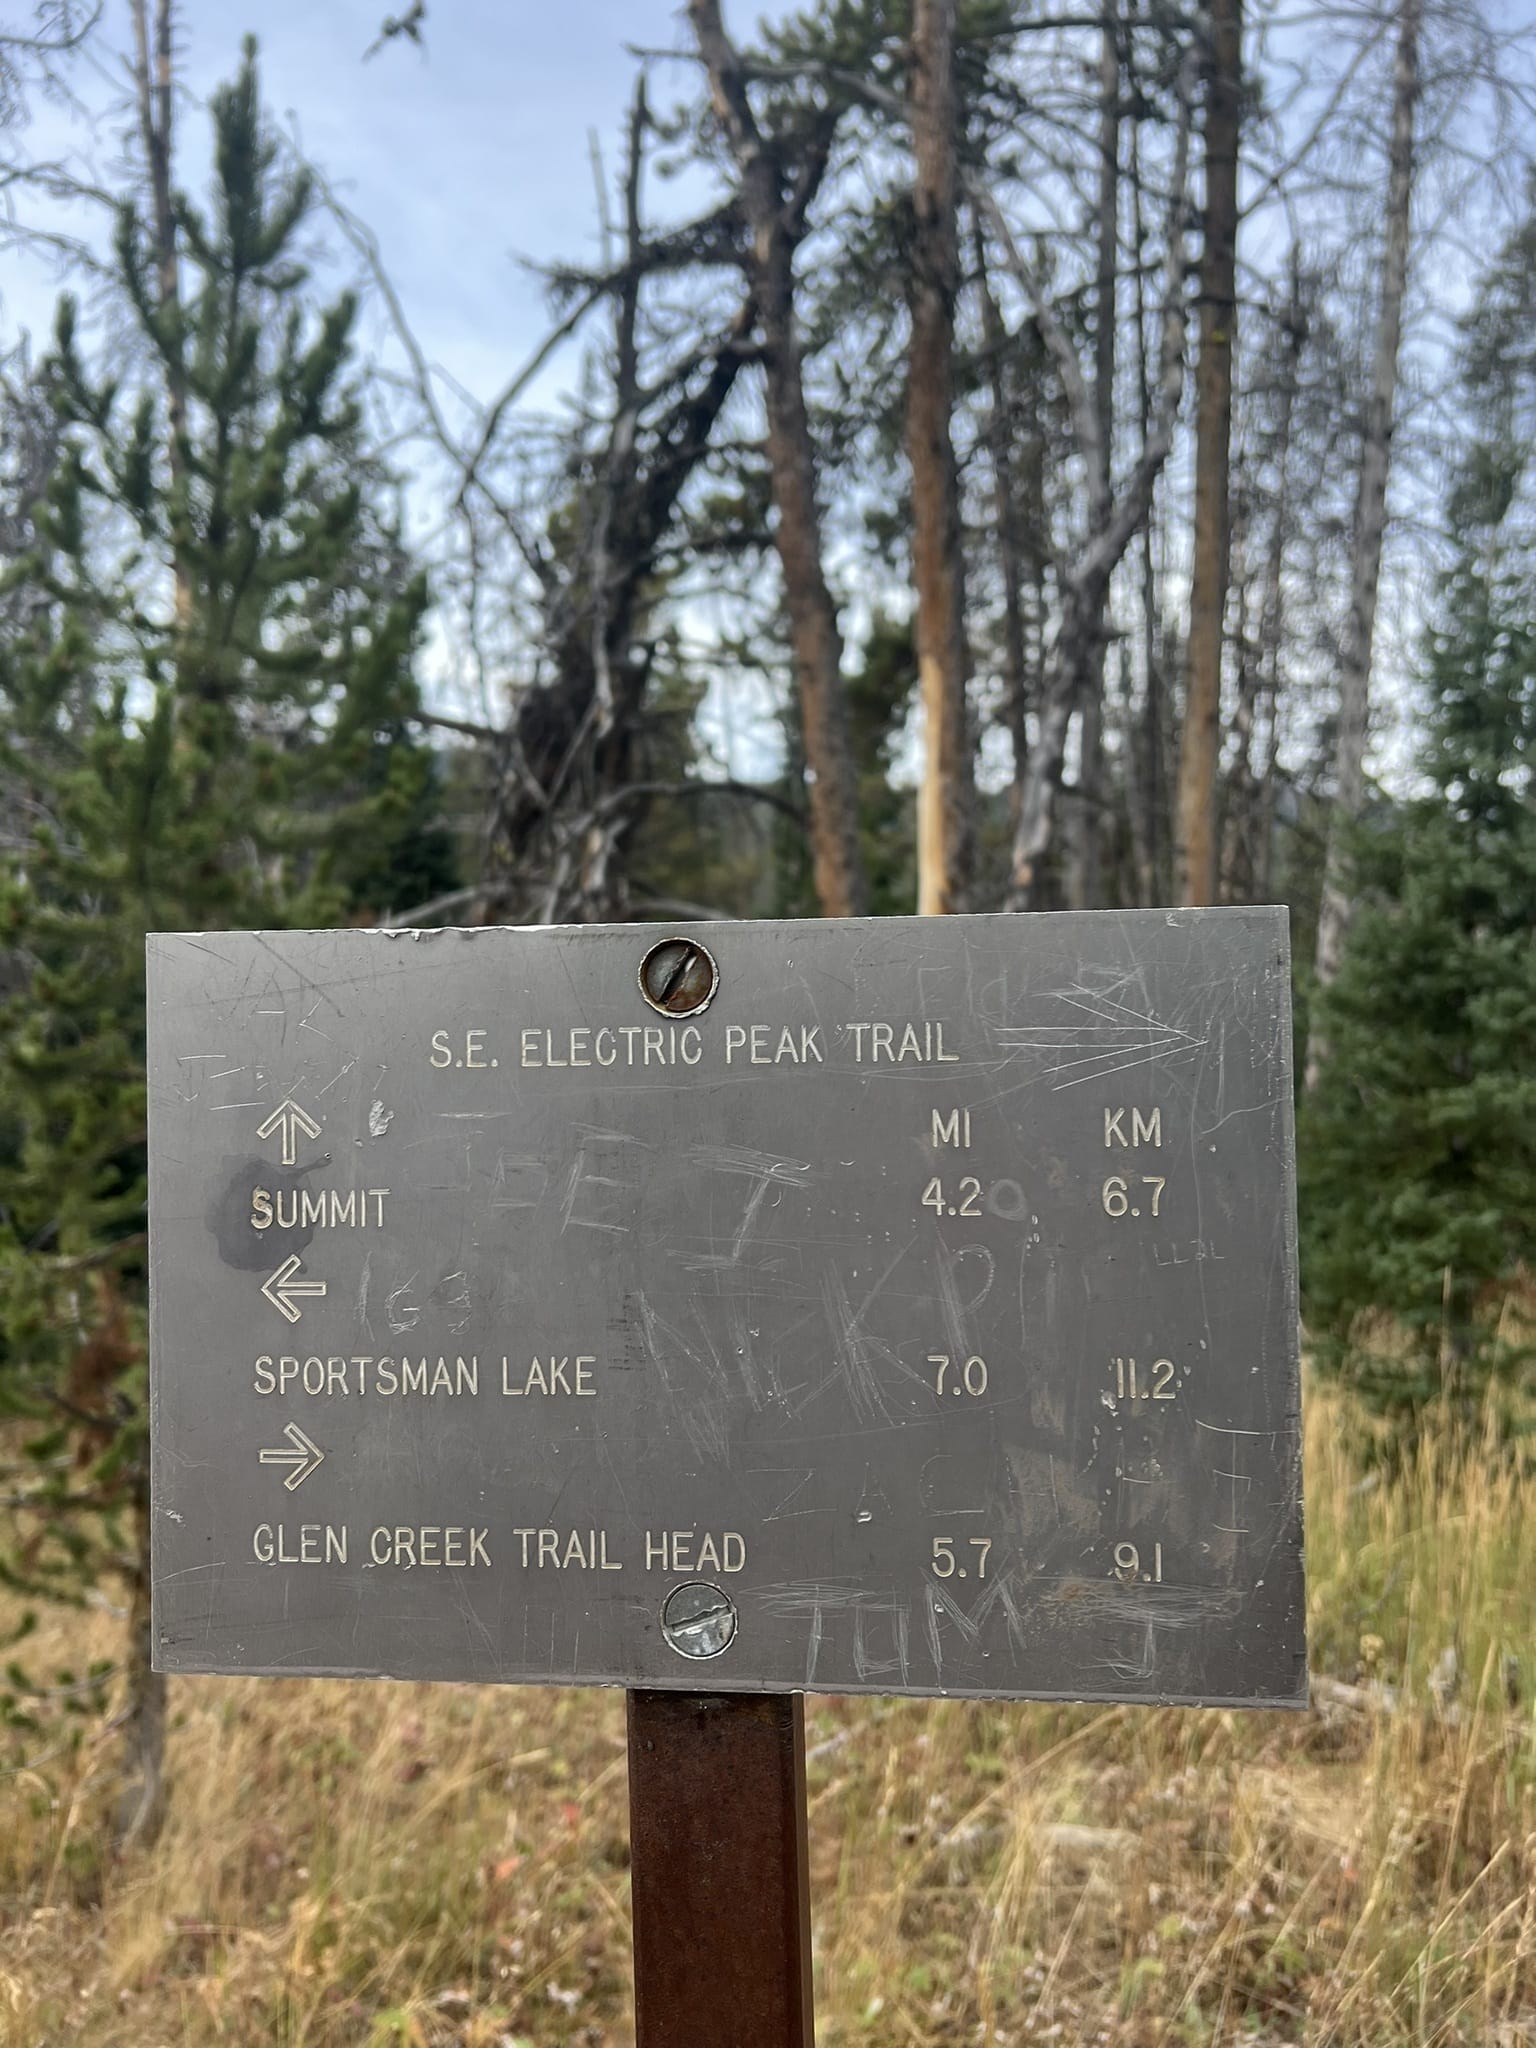 S.E. ELECTRIC PEAK TRAIL
MI KM
↑
SUMMIT 4.2 6.7
←
SPORTSMAN LAKE 7.0 11.2
→
GLEN CREEK TRAIL HEAD 5.7 9.1
TOM J